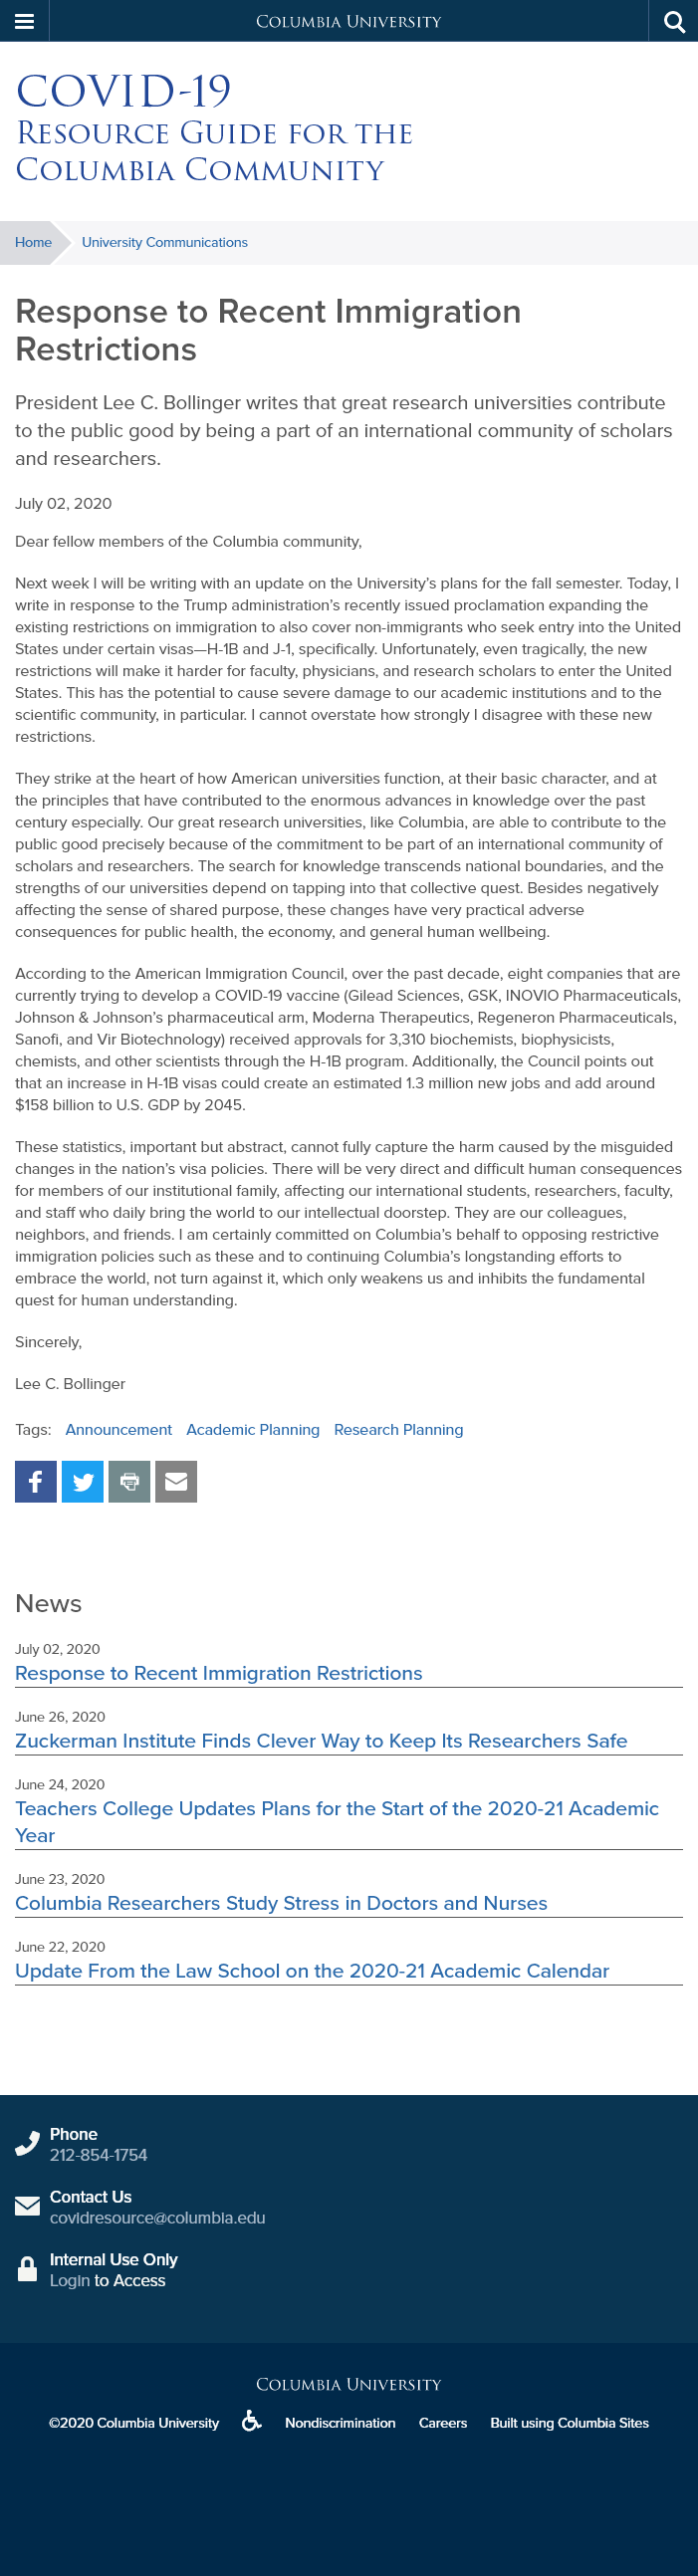 Columbia University
COVID-19
Resource Guide for the
Columbia Community
Home
University Communications
Response to Recent Immigration
Restrictions
President Lee C. Bollinger writes that great research universities contribute
to the public good by being a part of an international community of scholars
and researchers.
July 02, 2020
Dear fellow members of the Columbia community,
Next week I will be writing with an update on the University’s plans for the fall semester. Today, I
write in response to the Trump administration’s recently issued proclamation expanding the
existing restrictions on immigration to also cover non-immigrants who seek entry into the United
States under certain visas—H-1B and J-1, specifically. Unfortunately, even tragically, the new
restrictions will make it harder for faculty, physicians, and research scholars to enter the United
States. This has the potential to cause severe damage to our academic institutions and to the
scientific community, in particular. I cannot overstate how strongly I disagree with these new
restrictions.
They strike at the heart of how American universities function, at their basic character, and at
the principles that have contributed to the enormous advances in knowledge over the past
century especially. Our great research universities, like Columbia, are able to contribute to the
public good precisely because of the commitment to be part of an international community of
scholars and researchers. The search for knowledge transcends national boundaries, and the
strengths of our universities depend on tapping into that collective quest. Besides negatively
affecting the sense of shared purpose, these changes have very practical adverse
consequences for public health, the economy, and general human wellbeing.
According to the American Immigration Council, over the past decade, eight companies that are
currently trying to develop a COVID-19 vaccine (Gilead Sciences, GSK, INOVIO Pharmaceuticals,
Johnson & Johnson’s pharmaceutical arm, Moderna Therapeutics, Regeneron Pharmaceuticals,
Sanofi, and Vir Biotechnology) received approvals for 3,310 biochemists, biophysicists,
chemists, and other scientists through the H-1B program. Additionally, the Council points out
that an increase in H-1B visas could create an estimated 1.3 million new jobs and add around
$158 billion to U.S. GDP by 2045.
These statistics, important but abstract, cannot fully capture the harm caused by the misguided
changes in the nation’s visa policies. There will be very direct and difficult human consequences
for members of our institutional family, affecting our international students, researchers, faculty,
and staff who daily bring the world to our intellectual doorstep. They are our colleagues,
neighbors, and friends. I am certainly committed on Columbia’s behalf to opposing restrictive
immigration policies such as these and to continuing Columbia’s longstanding efforts to
embrace the world, not turn against it, which only weakens us and inhibits the fundamental
quest for human understanding.
Sincerely,
Lee C. Bollinger
Tags: Announcement Academic Planning Research Planning
News
July 02, 2020
Response to Recent Immigration Restrictions
June 26, 2020
Zuckerman Institute Finds Clever Way to Keep Its Researchers Safe
June 24, 2020
Teachers College Updates Plans for the Start of the 2020-21 Academic
Year
June 23, 2020
Columbia Researchers Study Stress in Doctors and Nurses
June 22, 2020
Update From the Law School on the 2020-21 Academic Calendar
Phone
212-854-1754
Contact Us
covidresource@columbia.edu
Internal Use Only
Login to Access
Columbia University
©2020 Columbia University Nondiscrimination Careers Built using Columbia Sites